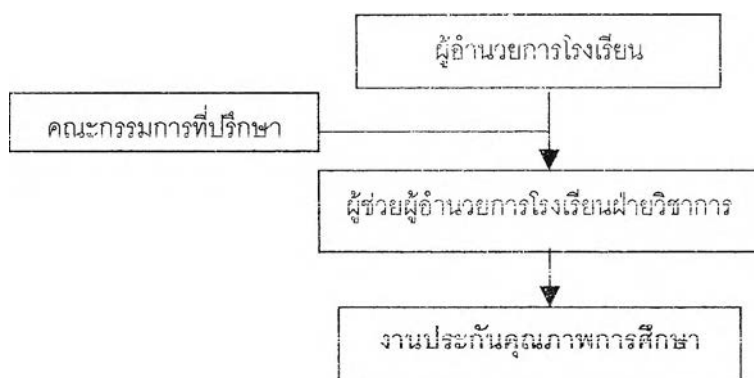 ผู้อำนวยการโรงเรียน
คณะกรรมการที่ปรึกษา
ผู้ช่วยผู้อำนวยการโรงเรียนฝ่ายวิชาการ
งานประกันคุณภาพการศึกษา